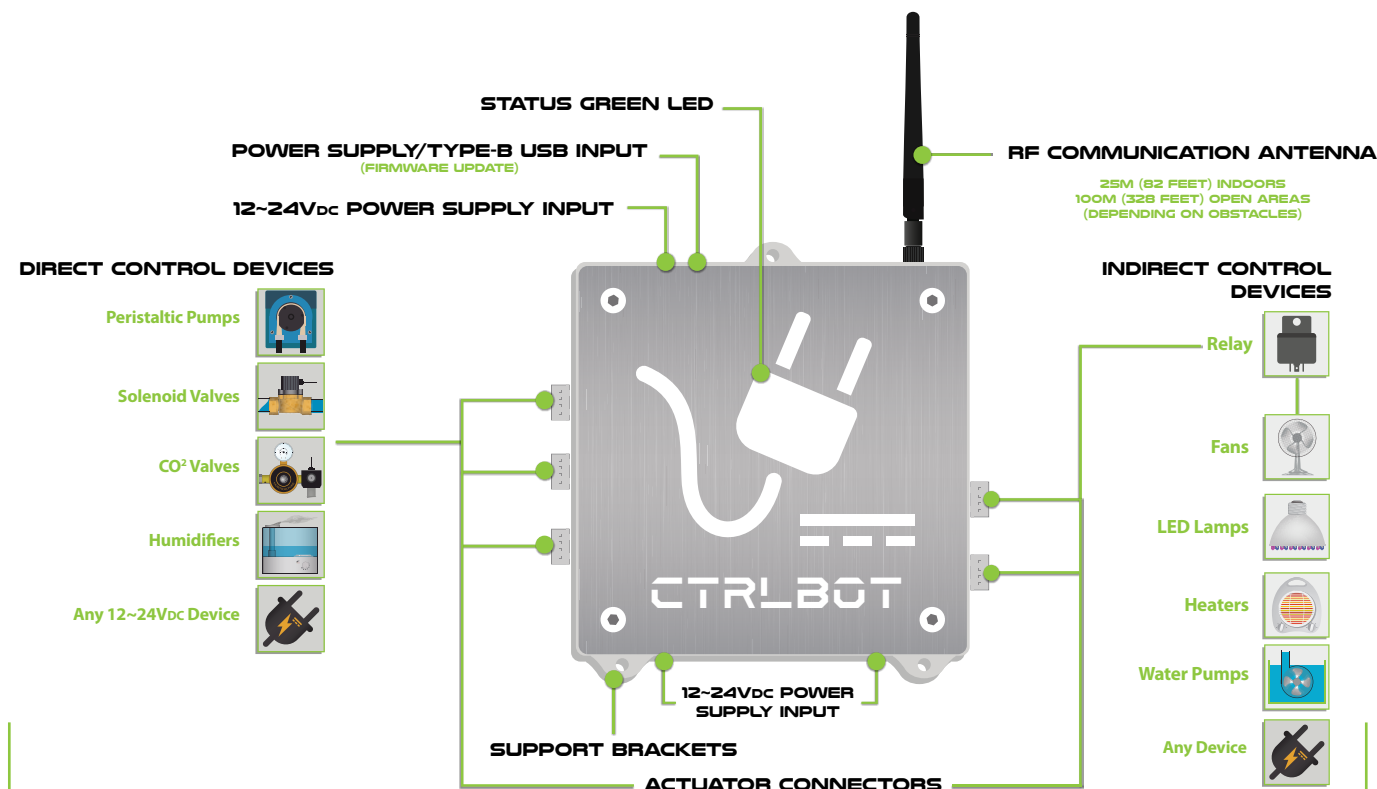 STATUS GREEN LED
POWER SUPPLY/TYPE-B USB INPUT
(FIRMWARE UPDATE)
12~24VDC POWER SUPPLY INPUT
RF COMMUNICATION ANTENNA
25M (82 FEET) INDOORS
100M (328 FEET) OPEN AREAS
(DEPENDING ON OBSTACLES)
DIRECT CONTROL DEVICES
Peristaltic Pumps
Solenoid Valves
CO² Valves
Humidifiers
Any 12~24VDC Device
INDIRECT CONTROL
DEVICES
Relay
Fans
LED Lamps
Heaters
Water Pumps
Any Device
CTRLBOT
12~24VDC POWER
SUPPLY INPUT
SUPPORT BRACKETS
ACTUATOR CONNECTORS